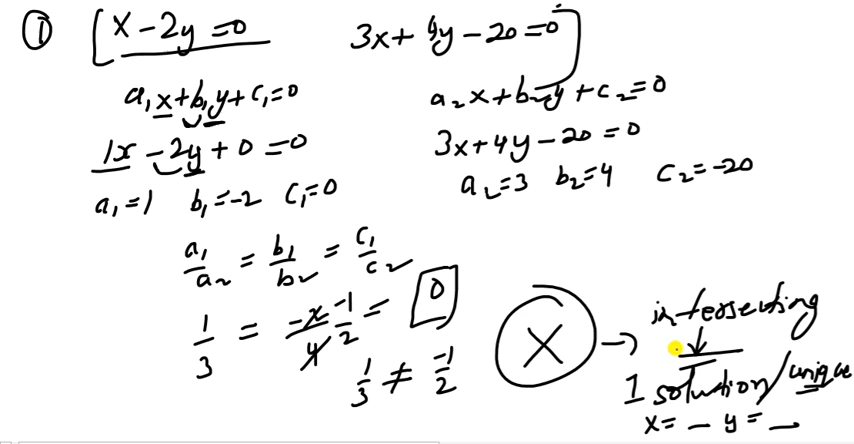 ① [x - 2y = 0    3x + 4y - 20 = 0]
a₁x + b₁y + c₁ = 0    a₂x + b₂y + c₂ = 0
1x - 2y + 0 = 0    3x + 4y - 20 = 0
a₁ = 1  b₁ = -2  c₁ = 0    a₂ = 3  b₂ = 4  c₂ = -20
a₁/a₂ = b₁/b₂ = c₁/c₂
1/3 = -2/4 -1/2 = 0
1/3 ≠ -1/2
X → intersecting
↓
1 solution/unique
x = _ y = _